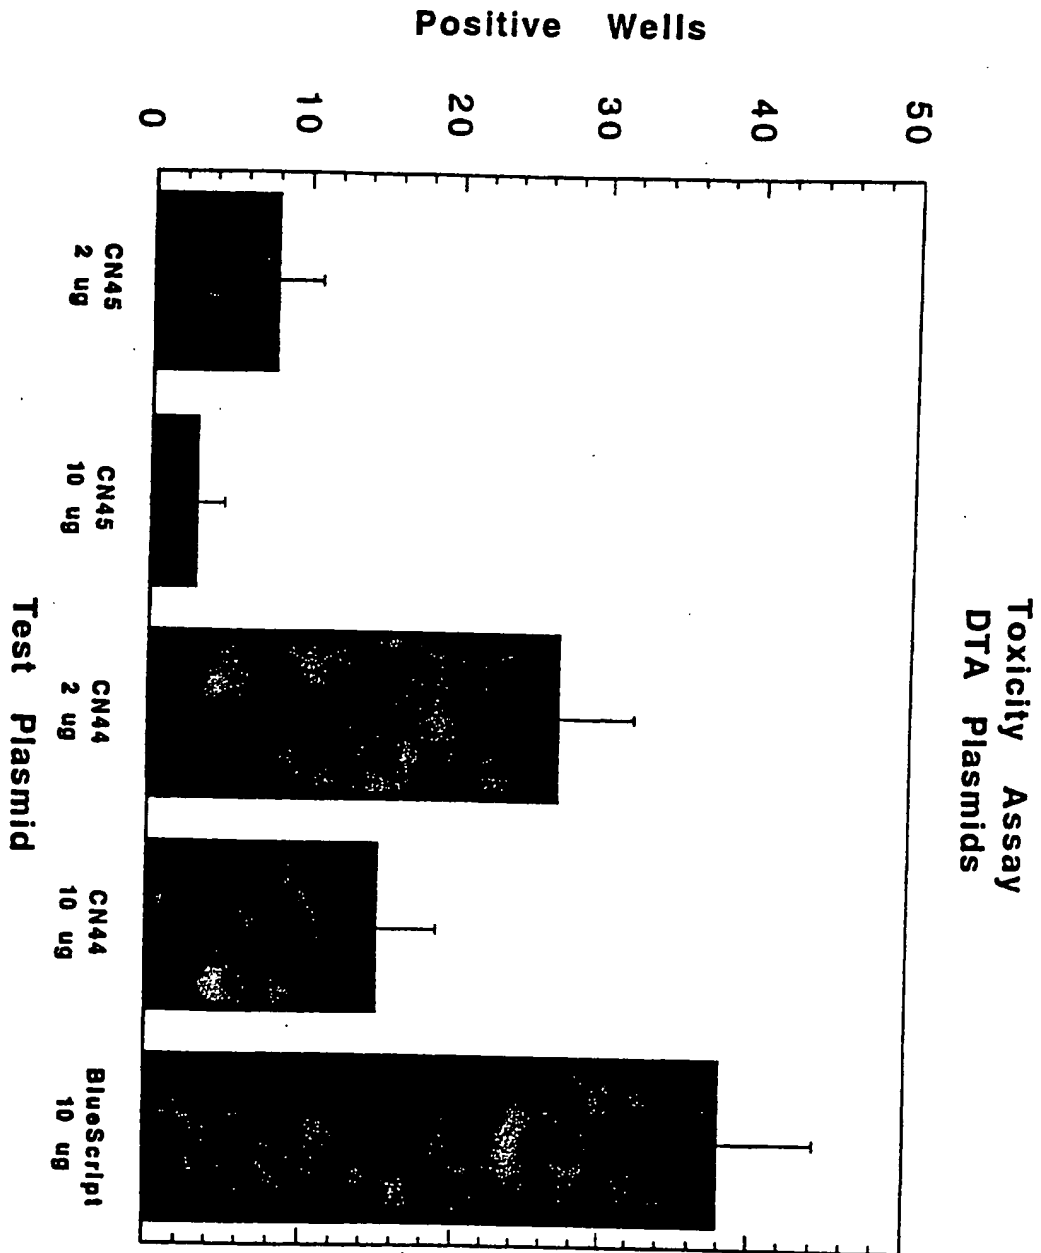 Toxicity Assay
DTA Plasmids
Positive Wells
50
40
30
20
10
0
CN45
2 ug
CN45
10 ug
CN44
2 ug
CN44
10 ug
BlueScript
10 ug
Test Plasmid